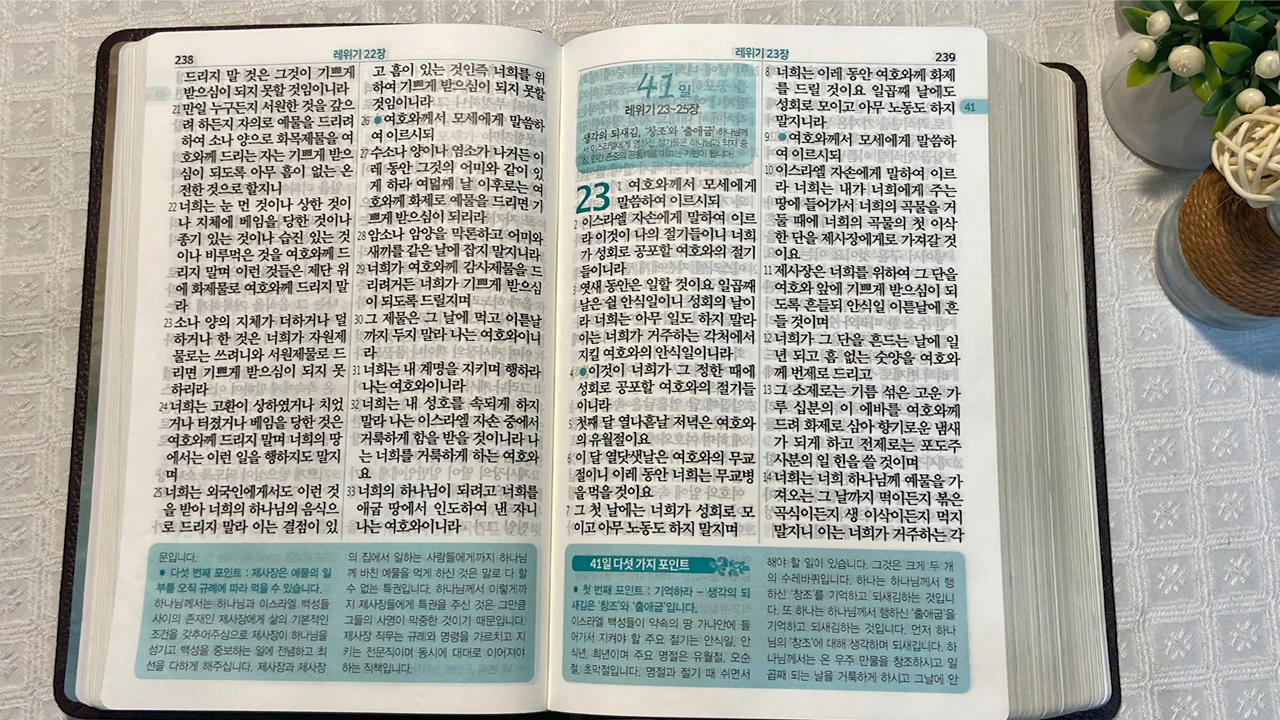 238
레위기 22장
드리지 말 것은 그것이 기쁘게
받으심이 되지 못할 것임이니라
21 만일 누구든지 서원한 것을 갚으
려 하든지 자의로 예물을 드리려
하여 소나 양으로 화목제물을 여
호와께 드리는 자는 기쁘게 받으
심이 되도록 아무 흠이 없는 온
전한 것으로 할지니
22 너희는 눈 먼 것이나 상한 것이
나 지체에 베임을 당한 것이나
종기 있는 것이나 습진 있는 것
이나 비루먹은 것을 여호와께 드
리지 말며 이런 것들은 제단 위
에 화제물로 여호와께 드리지 말
라
23 소나 양의 지체가 더하거나 덜
하거나 한 것은 너희가 자원제
물로는 쓰려니와 서원제물로 드
리면 기쁘게 받으심이 되지 못
하리라
24 너희는 고환이 상하였거나 치었
거나 터졌거나 베임을 당한 것은
여호와께 드리지 말며 너희의 땅
에서는 이런 일을 행하지도 말지
며
25 너희는 외국인에게서도 이런 것
을 받아 너희의 하나님의 음식으
로 드리지 말라 이는 결점이 있
고 흠이 있는 것인즉 너희를 위
하여 기쁘게 받으심이 되지 못할
것임이니라
26 ●여호와께서 모세에게 말씀하
여 이르시되
27 수소나 양이나 염소가 나거든 이
레 동안 그것의 어미와 같이 있
게 하라 여덟째 날 이후로는 여
호와께 화제로 예물을 드리면 기
쁘게 받으심이 되리라
28 암소나 암양을 막론하고 어미와
새끼를 같은 날에 잡지 말지니라
29 너희가 여호와께 감사제물을 드
리려거든 너희가 기쁘게 받으심
이 되도록 드릴지며
30 그 제물은 그 날에 먹고 이튿날
까지 두지 말라 나는 여호와이니
라
31 너희는 내 계명을 지키며 행하라
나는 여호와이니라
32 너희는 내 성호를 속되게 하지
말라 나는 이스라엘 자손 중에서
거룩하게 함을 받을 것이니라 나
는 너희를 거룩하게 하는 여호와
요
33 너희의 하나님이 되려고 너희를
애굽 땅에서 인도하여 낸 자니
나는 여호와이니라
문입니다.
● 다섯 번째 포인트 : 제사장은 예물의 일
부를 오직 규례에 따라 먹을 수 있습니다.
하나님께서는 하나님과 이스라엘 백성들
사이의 존재인 제사장에게 삶의 기본적인
조건을 갖추어주심으로 제사장이 하나님을
섬기고 백성을 중보하는 일에 전념하고 최
선을 다하게 해주십니다. 제사장과 제사장
의 집에서 일하는 사람들에게까지 하나님
께 바친 예물을 먹게 하신 것은 말로 다 할
수 없는 특권입니다. 하나님께서 이렇게까
지 제사장들에게 특권을 주신 것은 그만큼
그들의 사명이 막중한 것이기 때문입니다.
제사장 직무는 규례와 명령을 가르치고 지
키는 전문직이며 동시에 대대로 이어져야
하는 직책입니다.
레위기 23장
239
41일
레위기 23-25장
생각의 되새김, '창조'와 '출애굽' 하나님께
서 이스라엘에게 명하신 절기들은 하나님과 약자 중
심, 인간 존중의 공동체로
23
1 여호와께서 모세에게
말씀하여 이르시되
2 이스라엘 자손에게 말하여 이르
라 이것이 나의 절기들이니 너희
가 성회로 공포할 여호와의 절기
들이니라
3 엿새 동안은 일할 것이요 일곱째
날은 쉴 안식일이니 성회의 날이
라 너희는 아무 일도 하지 말라
이는 너희가 거주하는 각처에서
지킬 여호와의 안식일이니라
4 ●이것이 너희가 그 정한 때에
성회로 공포할 여호와의 절기들
이니라
5 첫째 달 열나흗날 저녁은 여호와
의 유월절이요
6 이 달 열닷샛날은 여호와의 무교
절이니 이레 동안 너희는 무교병
을 먹을 것이요
7 그 첫 날에는 너희가 성회로 모
이고 아무 노동도 하지 말지며
8 너희는 이레 동안 여호와께 화제
를 드릴 것이요 일곱째 날에도
성회로 모이고 아무 노동도 하지
말지니라
9 ●여호와께서 모세에게 말씀하
여 이르시되
10 이스라엘 자손에게 말하여 이르
라 너희는 내가 너희에게 주는
땅에 들어가서 너희의 곡물을 거
둘 때에 너희의 곡물의 첫 이삭
한 단을 제사장에게로 가져갈 것
이요
11 제사장은 너희를 위하여 그 단을
여호와 앞에 기쁘게 받으심이 되
도록 흔들되 안식일 이튿날에 흔
들 것이며
12 너희가 그 단을 흔드는 날에 일
년 되고 흠 없는 숫양을 여호와
께 번제로 드리고
13 그 소제로는 기름 섞은 고운 가
루 십분의 이 에바를 여호와께
드려 화제로 삼아 향기로운 냄새
가 되게 하고 전제로는 포도주
사분의 일 힌을 쓸 것이며
14 너희는 너희 하나님께 예물을 가
져오는 그 날까지 떡이든지 볶은
곡식이든지 생 이삭이든지 먹지
말지니 이는 너희가 거주하는 각
41
41일 다섯 가지 포인트
● 첫 번째 포인트 : 기억하라 – 생각의 되
새김은 '창조'와 '출애굽'입니다.
이스라엘 백성들이 약속의 땅 가나안에 들
어가서 지켜야 할 주요 절기는 안식일, 안
식년, 희년이며 주요 명절은 유월절, 오순
절, 초막절입니다. 명절과 절기 때 쉬면서
해야 할 일이 있습니다. 그것은 크게 두 개
의 수레바퀴입니다. 하나는 하나님께서 행
하신 '창조'를 기억하고 되새김하는 것입니
다. 또 하나는 하나님께서 행하신 '출애굽'을
기억하고 되새김하는 것입니다. 먼저 하나
님의 '창조'에 대해 생각하며 되새깁니다. 하
나님께서는 온 우주 만물을 창조하시고 일
곱째 되는 날을 거룩하게 하시고 그날에 안